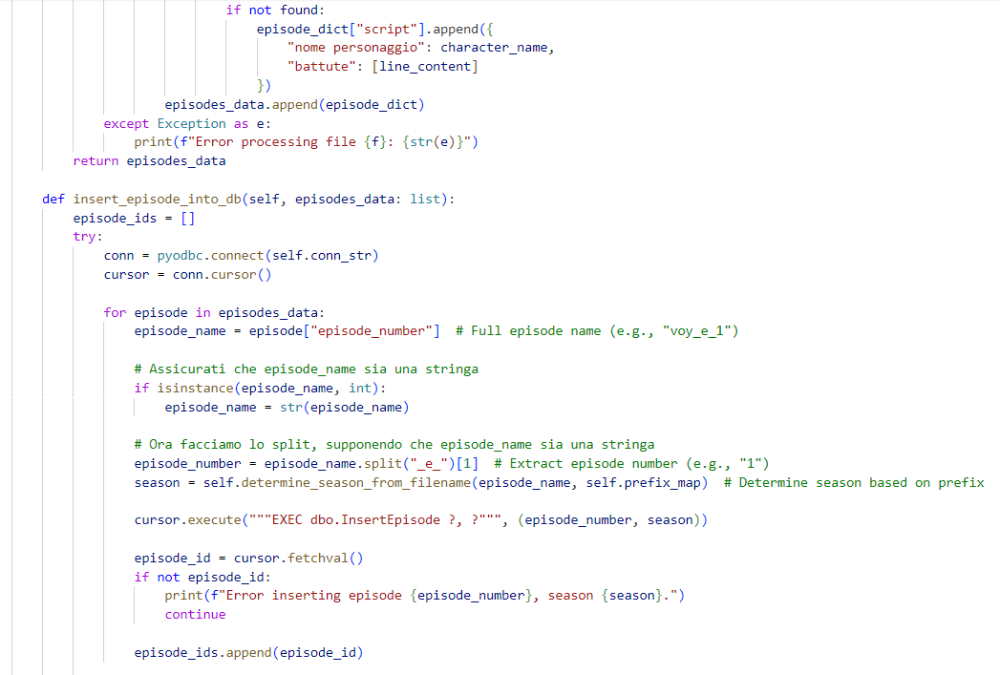 if not found:
episode_dict["script"].append({
"nome personaggio": character_name,
"battute": [line_content]
})
episodes_data.append(episode_dict)
except Exception as e:
print(f"Error processing file {f}: {str(e)}")
return episodes_data
def insert_episode_into_db(self, episodes_data: list):
episode_ids = []
try:
conn = pyodbc.connect(self.conn_str)
cursor = conn.cursor()
for episode in episodes_data:
episode_name = episode["episode_number"]  # Full episode name (e.g., "voy_e_1")
# Assicurati che episode_name sia una stringa
if isinstance(episode_name, int):
episode_name = str(episode_name)
# Ora facciamo lo split, supponendo che episode_name sia una stringa
episode_number = episode_name.split("_e_")[1]  # Extract episode number (e.g., "1")
season = self.determine_season_from_filename(episode_name, self.prefix_map)  # Determine season based on prefix
cursor.execute("""EXEC dbo.InsertEpisode ?, ?""", (episode_number, season))
episode_id = cursor.fetchval()
if not episode_id:
print(f"Error inserting episode {episode_number}, season {season}.")
continue
episode_ids.append(episode_id)